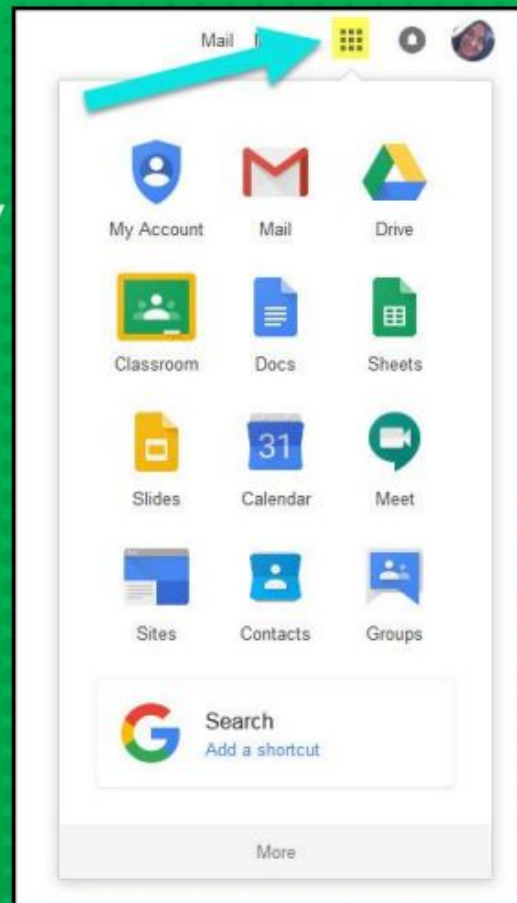 Mail
My Account Mail Drive
Classroom Docs Sheets
Slides 31 Calendar Meet
Sites Contacts Groups
G Search
Add a shortcut
More